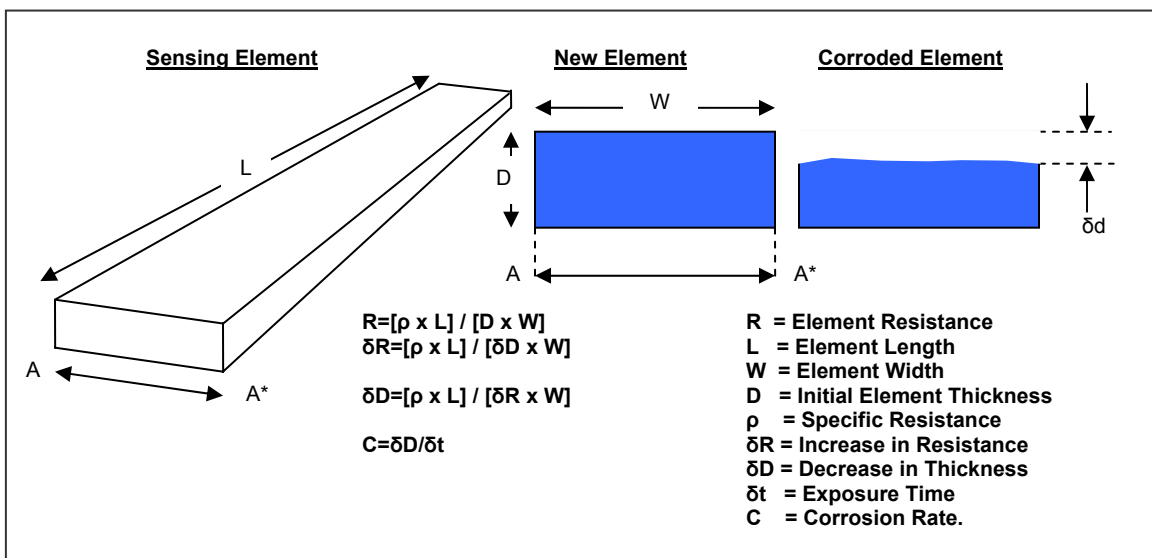 Sensing Element
New Element
Corroded Element
W
L
D
δd
A
A*
A
A*
R=[ρ x L] / [D x W]
δR=[ρ x L] / [δD x W]
δD=[ρ x L] / [δR x W]
C=δD/δt
R = Element Resistance
L = Element Length
W = Element Width
D = Initial Element Thickness
ρ = Specific Resistance
δR = Increase in Resistance
δD = Decrease in Thickness
δt = Exposure Time
C = Corrosion Rate.